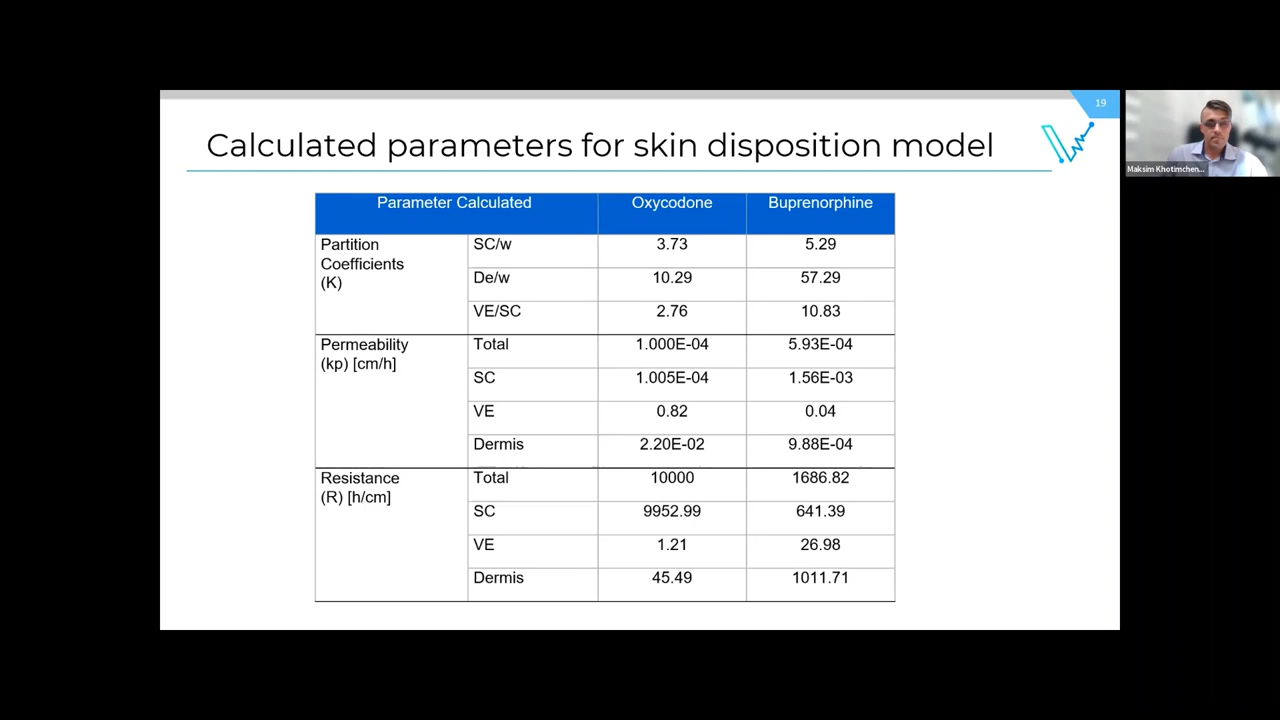 19
Calculated parameters for skin disposition model
Maksim Khotimchen...
Parameter Calculated Oxycodone Buprenorphine
Partition Coefficients (K) SC/w 3.73 5.29
De/w 10.29 57.29
VE/SC 2.76 10.83
Permeability (kp) [cm/h] Total 1.000E-04 5.93E-04
SC 1.005E-04 1.56E-03
VE 0.82 0.04
Dermis 2.20E-02 9.88E-04
Resistance (R) [h/cm] Total 10000 1686.82
SC 9952.99 641.39
VE 1.21 26.98
Dermis 45.49 1011.71